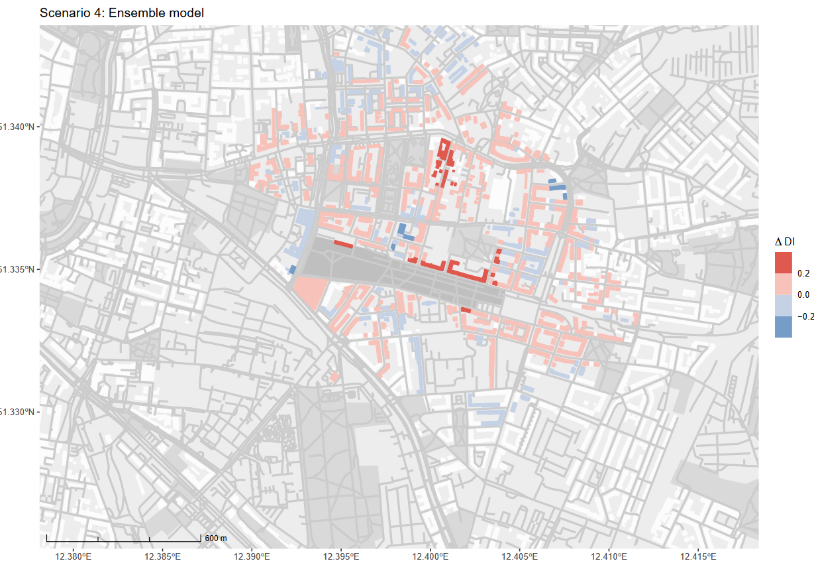 Scenario 4: Ensemble model
51.340°N
51.335°N
51.330°N
Δ DI
0.2
0.0
−0.2
600 m
12.380°E
12.385°E
12.390°E
12.395°E
12.400°E
12.405°E
12.410°E
12.415°E